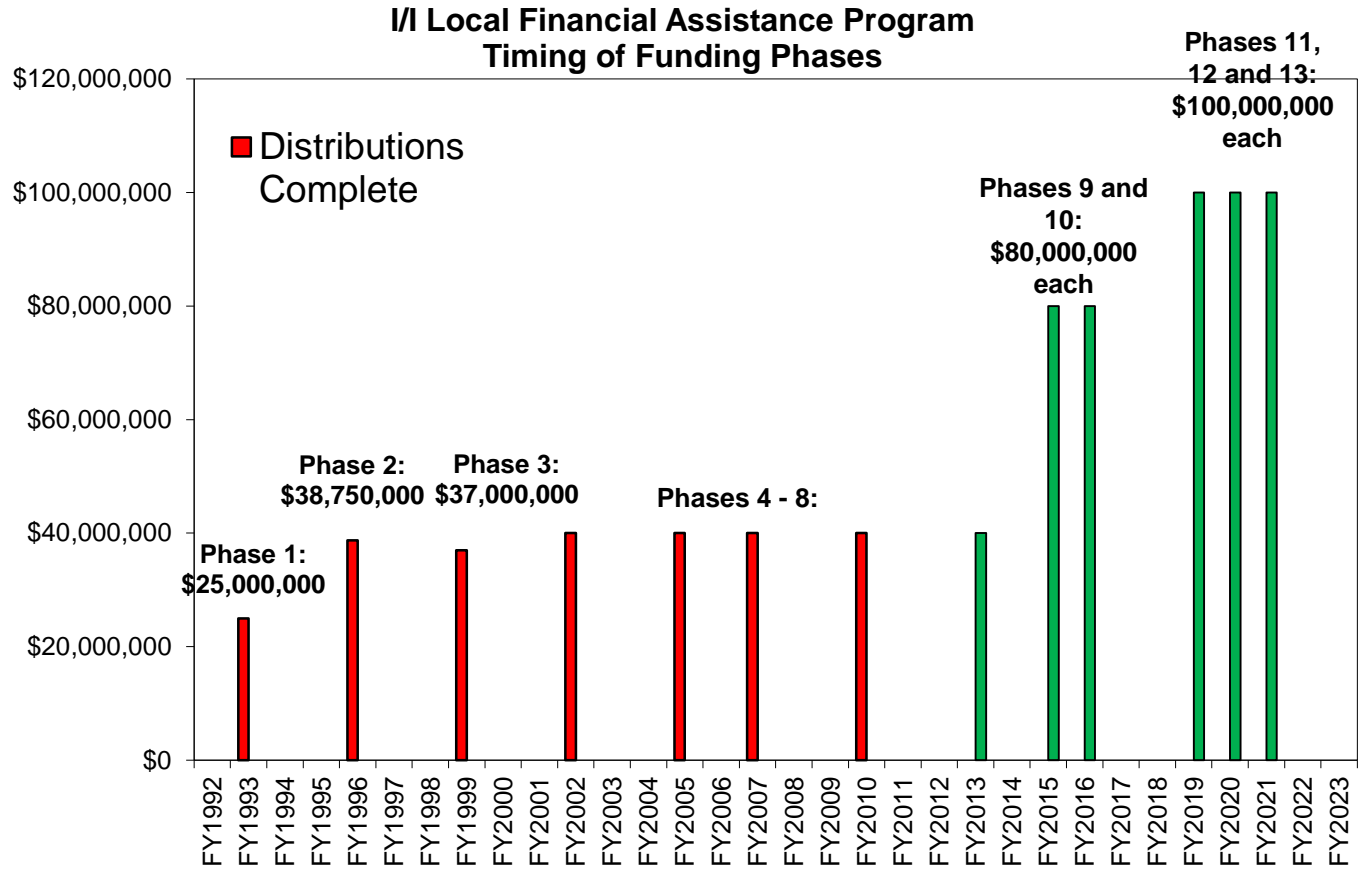 I/I Local Financial Assistance Program
Timing of Funding Phases
Phases 11,
12 and 13:
$100,000,000
each
$120,000,000
Distributions
Complete
$100,000,000
Phases 9 and
10:
$80,000,000
each
$80,000,000
$60,000,000
Phase 2:
$38,750,000
Phase 3:
$37,000,000
Phases 4 - 8:
$40,000,000
Phase 1:
$25,000,000
$20,000,000
$0
FY1992
FY1993
FY1994
FY1995
FY1996
FY1997
FY1998
FY1999
FY2000
FY2001
FY2002
FY2003
FY2004
FY2005
FY2006
FY2007
FY2008
FY2009
FY2010
FY2011
FY2012
FY2013
FY2014
FY2015
FY2016
FY2017
FY2018
FY2019
FY2020
FY2021
FY2022
FY2023